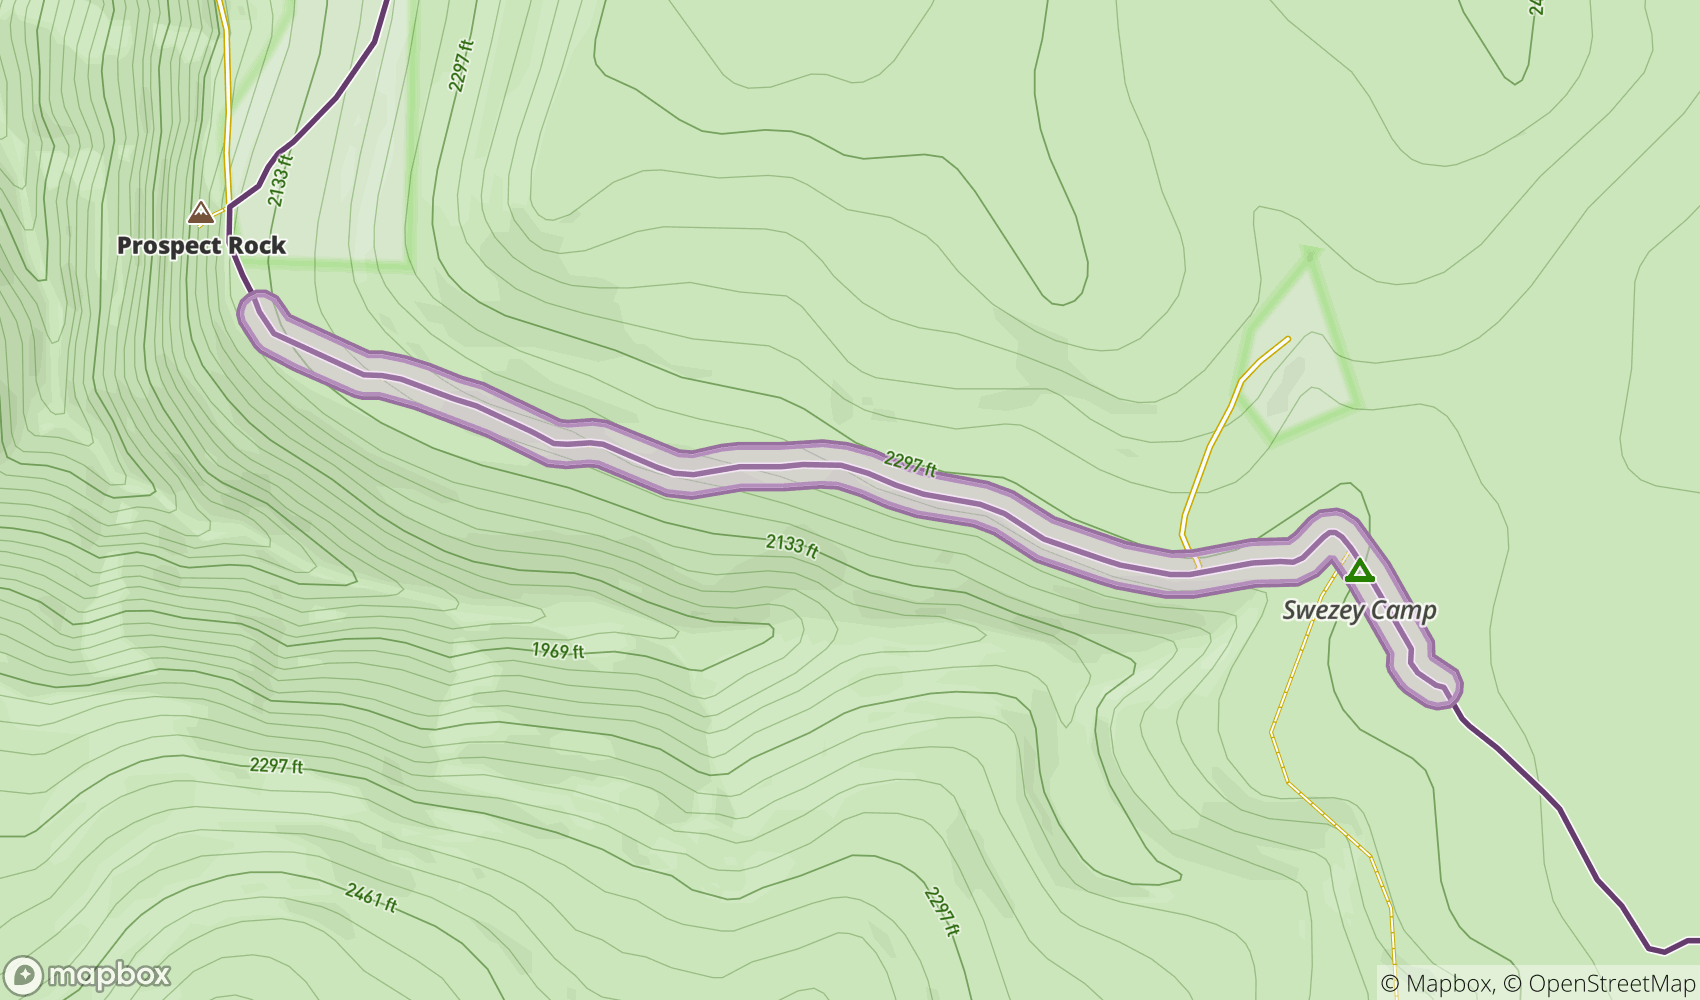 2297 ft
24
2133 ft
Prospect Rock
2297 ft
2133 ft
Swezey Camp
1969 ft
2297 ft
2461 ft
2297 ft
mapbox
© Mapbox, © OpenStreetMap